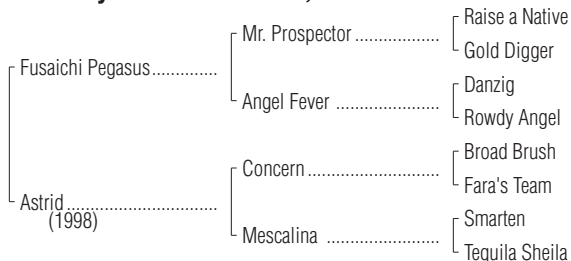 Raise a Native
Mr. Prospector ..................
Gold Digger
Fusaichi Pegasus..............
Danzig
Angel Fever ......................
Rowdy Angel
Broad Brush
Concern ............................
Fara's Team
Astrid ................................
(1998)
Smarten
Mescalina ........................
Tequila Sheila